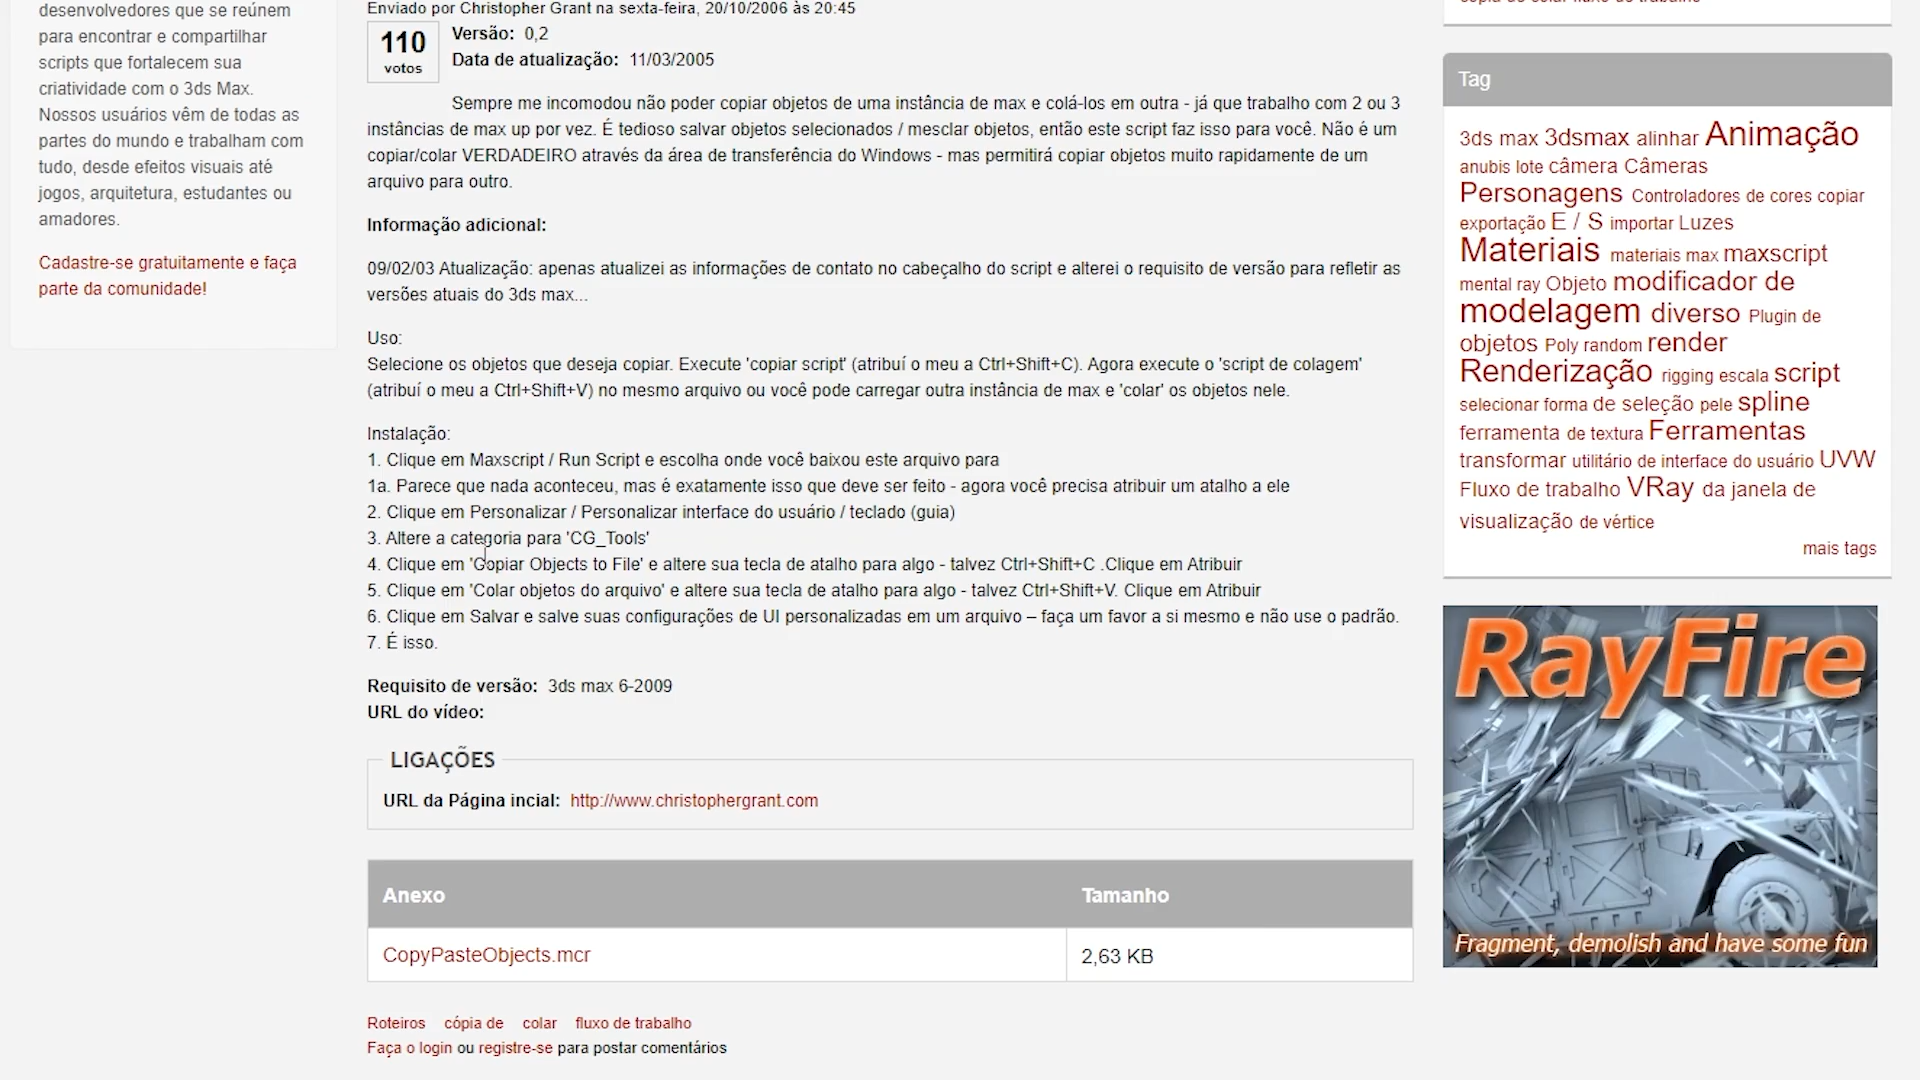 desenvolvedores que se reúnem
para encontrar e compartilhar
scripts que fortalecem sua
criatividade com o 3ds Max.
Nossos usuários vêm de todas as
partes do mundo e trabalham com
tudo, desde efeitos visuais até
jogos, arquitetura, estudantes ou
amadores.
Cadastre-se gratuitamente e faça
parte da comunidade!
Enviado por Christopher Grant na sexta-feira, 20/10/2006 às 20:45
110
votos
Versão: 0,2
Data de atualização: 11/03/2005
Sempre me incomodou não poder copiar objetos de uma instância de max e colá-los em outra - já que trabalho com 2 ou 3
instâncias de max up por vez. É tedioso salvar objetos selecionados / mesclar objetos, então este script faz isso para você. Não é um
copiar/colar VERDADEIRO através da área de transferência do Windows - mas permitirá copiar objetos muito rapidamente de um
arquivo para outro.
Informação adicional:
09/02/03 Atualização: apenas atualizei as informações de contato no cabeçalho do script e alterei o requisito de versão para refletir as
versões atuais do 3ds max...
Uso:
Selecione os objetos que deseja copiar. Execute 'copiar script' (atribuí o meu a Ctrl+Shift+C). Agora execute o 'script de colagem'
(atribuí o meu a Ctrl+Shift+V) no mesmo arquivo ou você pode carregar outra instância de max e 'colar' os objetos nele.
Instalação:
1. Clique em Maxscript / Run Script e escolha onde você baixou este arquivo para
1a. Parece que nada aconteceu, mas é exatamente isso que deve ser feito - agora você precisa atribuir um atalho a ele
2. Clique em Personalizar / Personalizar interface do usuário / teclado (guia)
3. Altere a categoria para 'CG_Tools'
4. Clique em 'Copiar Objects to File' e altere sua tecla de atalho para algo - talvez Ctrl+Shift+C .Clique em Atribuir
5. Clique em 'Colar objetos do arquivo' e altere sua tecla de atalho para algo - talvez Ctrl+Shift+V. Clique em Atribuir
6. Clique em Salvar e salve suas configurações de UI personalizadas em um arquivo – faça um favor a si mesmo e não use o padrão.
7. É isso.
Requisito de versão: 3ds max 6-2009
URL do vídeo:
LIGAÇÕES
URL da Página incial: http://www.christophergrant.com
Anexo Tamanho
CopyPasteObjects.mcr 2,63 KB
Roteiros cópia de colar fluxo de trabalho
Faça o login ou registre-se para postar comentários
Tag
3ds max 3dsmax alinhar Animação
anubis lote câmera Câmeras
Personagens Controladores de cores copiar
exportação E / S importar Luzes
Materiais materiais max maxscript
mental ray Objeto modificador de
modelagem diverso Plugin de
objetos Poly random render
Renderização rigging escala script
selecionar forma de seleção pele spline
ferramenta de textura Ferramentas
transformar utilitário de interface do usuário UVW
Fluxo de trabalho VRay da janela de
visualização de vértice
mais tags
RayFire
Fragment, demolish and have some fun